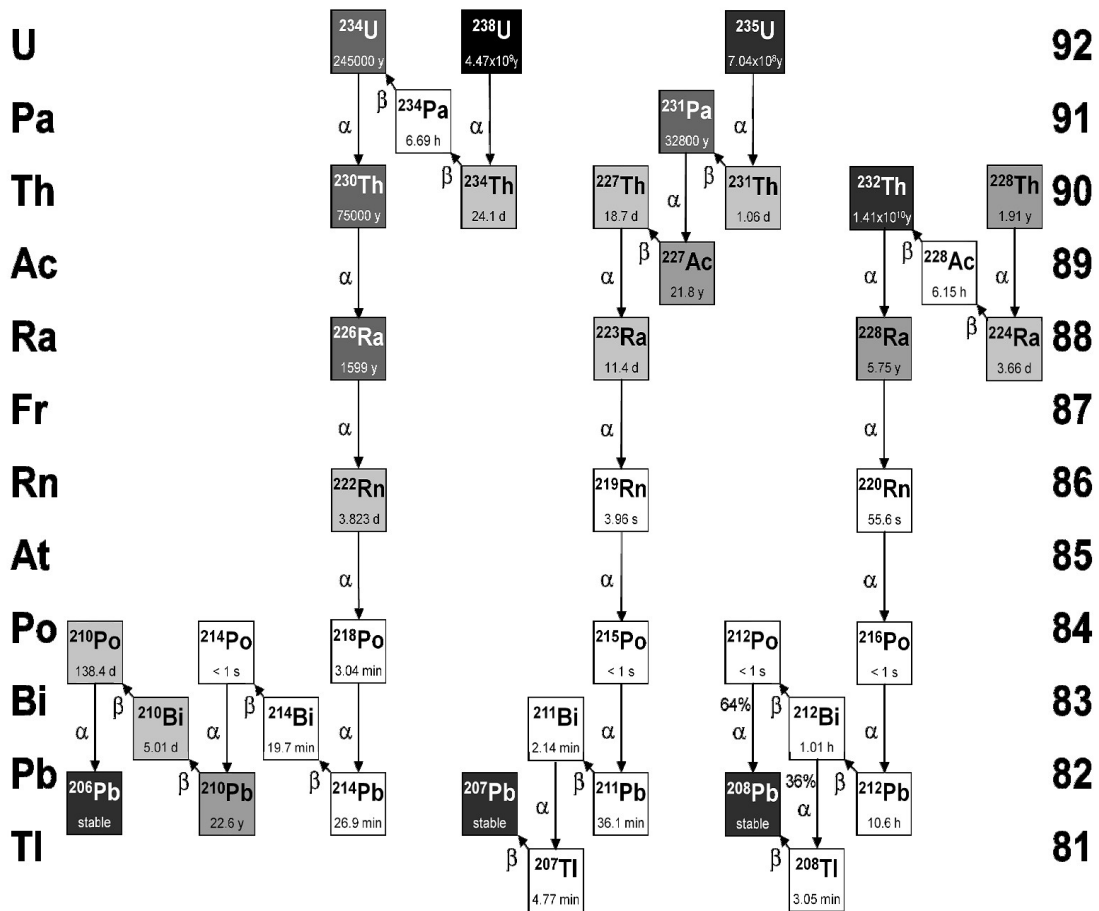 U ²³⁴U ²³⁸U ²³⁵U 92
245000 y 4.47x10⁹y 7.04x10⁸y
β ²³⁴Pa ²³¹Pa
Pa α α α 91
6.69 h 32800 y
β β
Th ²³⁰Th ²³⁴Th ²²⁷Th ²³¹Th ²³²Th ²²⁸Th 90
75000 y 24.1 d α 18.7 d 1.06 d 1.41x10¹⁰y 1.91 y
β β
Ac α α ²²⁷Ac α ²²⁸Ac α 89
21.8 y 6.15 h
β
Ra ²²⁶Ra ²²³Ra ²²⁸Ra ²²⁴Ra 88
1599 y 11.4 d 5.75 y 3.66 d
Fr α α α 87
Rn ²²²Rn ²¹⁹Rn ²²⁰Rn 86
3.823 d 3.96 s 55.6 s
At α α α 85
Po ²¹⁰Po ²¹⁴Po ²¹⁸Po ²¹⁵Po ²¹²Po ²¹⁶Po 84
138.4 d < 1 s 3.04 min < 1 s < 1 s < 1 s
Bi β ²¹⁰Bi β ²¹⁴Bi ²¹¹Bi 64% β ²¹²Bi 83
α 5.01 d α 19.7 min α 2.14 min α α 1.01 h α
β β β β
Pb ²⁰⁶Pb ²¹⁰Pb ²¹⁴Pb ²⁰⁷Pb ²¹¹Pb ²⁰⁸Pb 36% ²¹²Pb 82
stable 22.6 y 26.9 min stable α 36.1 min stable α 10.6 h
Tl β ²⁰⁷Tl β ²⁰⁸Tl 81
4.77 min 3.05 min